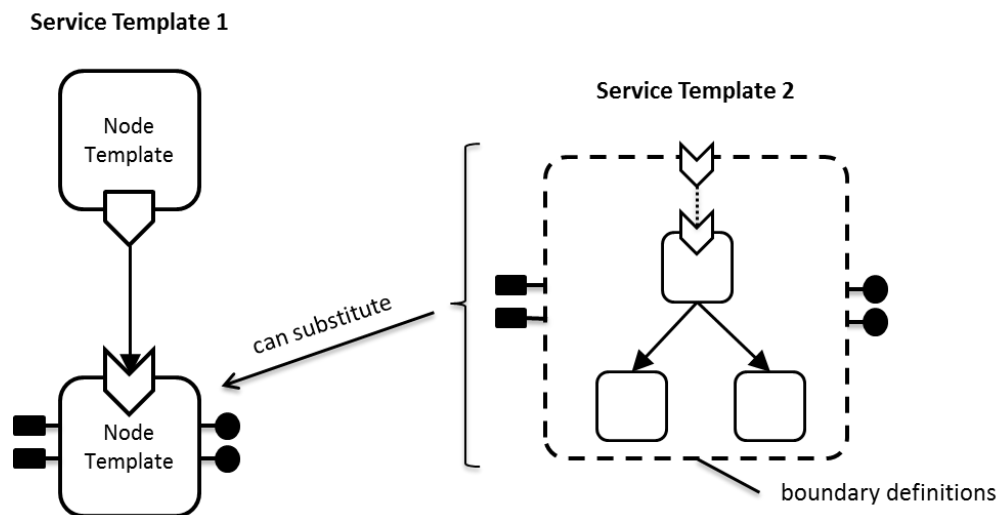 Service Template 1
Node
Template
Service Template 2
can substitute
Node
Template
boundary definitions